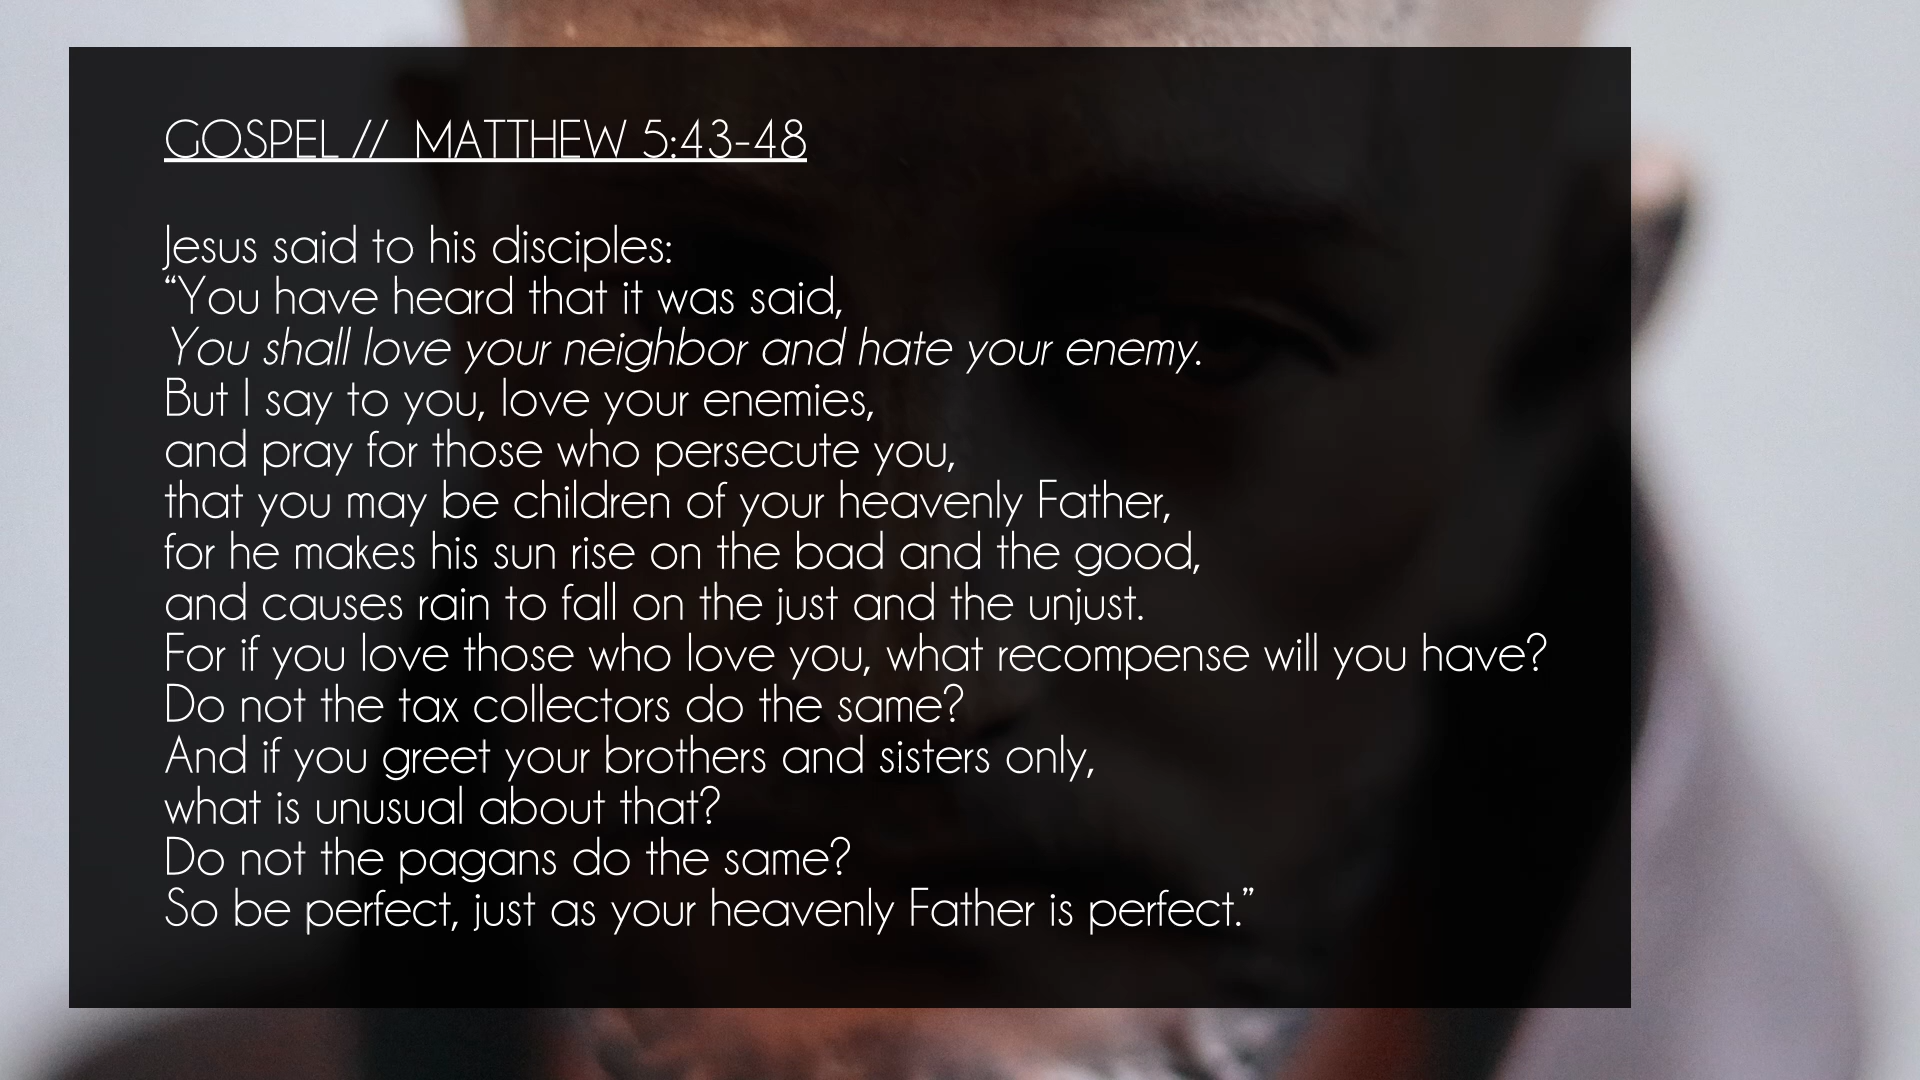 GOSPEL // MATTHEW 5:43-48
Jesus said to his disciples:
“You have heard that it was said,
You shall love your neighbor and hate your enemy.
But I say to you, love your enemies,
and pray for those who persecute you,
that you may be children of your heavenly Father,
for he makes his sun rise on the bad and the good,
and causes rain to fall on the just and the unjust.
For if you love those who love you, what recompense will you have?
Do not the tax collectors do the same?
And if you greet your brothers and sisters only,
what is unusual about that?
Do not the pagans do the same?
So be perfect, just as your heavenly Father is perfect.”